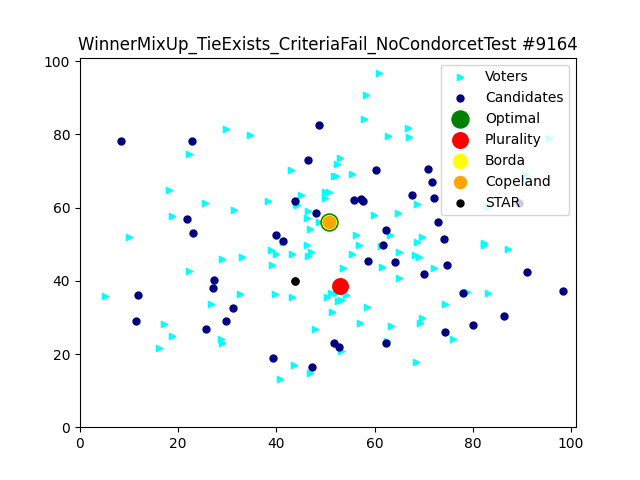 WinnerMixUp_TieExists_CriteriaFail_NoCondorcetTest #9164
100
80
60
40
20
0
0
20
40
60
80
100
Voters
Candidates
Optimal
Plurality
Borda
Copeland
STAR